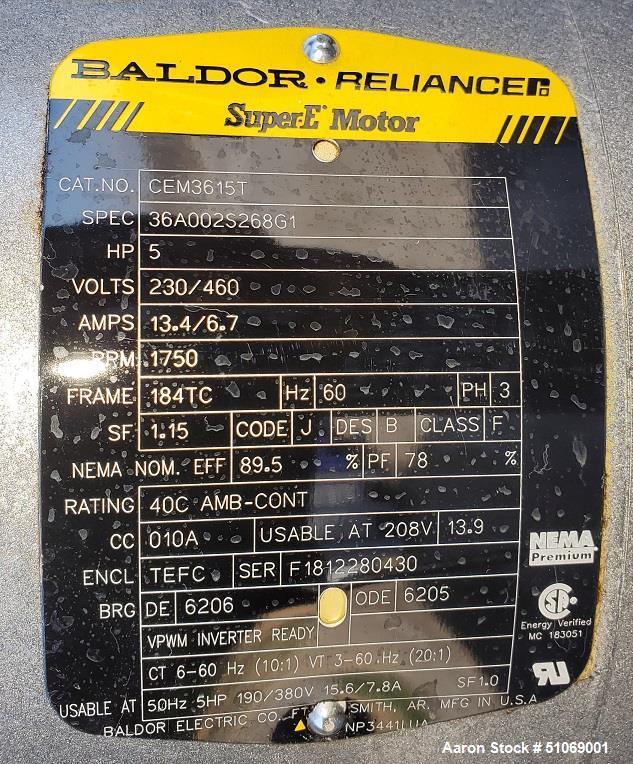 BALDOR • RELIANCE
Super-E® Motor
CAT.NO. CEM3615T
SPEC 36A002S268G1
HP 5
VOLTS 230/460
AMPS 13.4/6.7
RPM 1750
FRAME 184TC Hz 60 PH 3
SF 1.15 CODE J DES B CLASS F
NEMA NOM. EFF 89.5 % PF 78 %
RATING 40C AMB-CONT
CC 010A USABLE AT 208V 13.9
ENCL TEFC SER F1812280430
BRG DE 6206 ODE 6205
VPWM INVERTER READY
CT 6-60 Hz (10:1) VT 3-60 Hz (20:1)
USABLE AT 50Hz 5HP 190/380V 15.6/7.8A SF1.0
BALDOR ELECTRIC CO. FT. SMITH, AR. MFG IN U.S.A
NEMA
Premium
SA
Energy Verified
MC 183051
Aaron Stock # 51069001